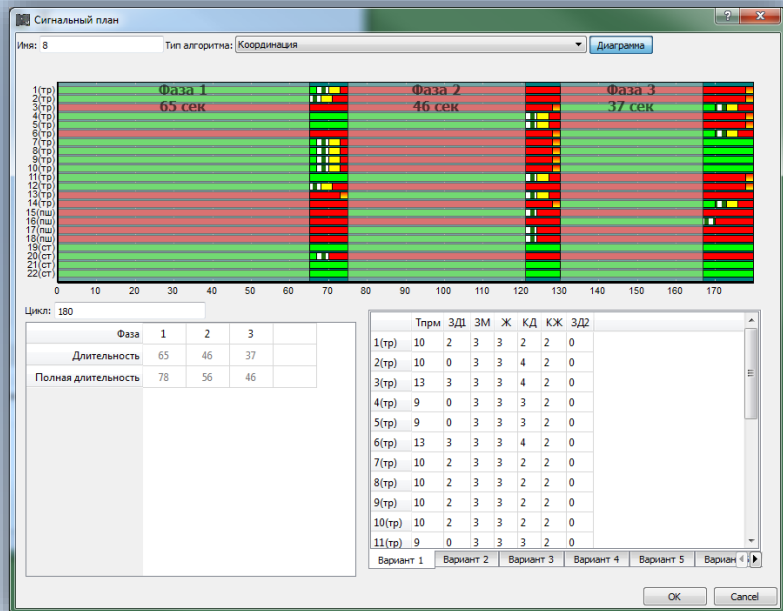 Сигнальный план
Имя: 8 Тип алгоритма: Координация Диаграмма
Фаза 1 Фаза 2 Фаза 3
65 сек 46 сек 37 сек
1(тр)
2(тр)
3(тр)
4(тр)
5(тр)
6(тр)
7(тр)
8(тр)
9(тр)
10(тр)
11(тр)
12(тр)
13(тр)
14(тр)
15(пш)
16(пш)
17(пш)
18(пш)
19(ст)
20(ст)
21(ст)
22(ст)
0 10 20 30 40 50 60 70 80 90 100 110 120 130 140 150 160 170
Цикл: 180
Фаза 1 2 3
Длительность 65 46 37
Полная длительность 78 56 46
Тпрм ЗД1 ЗМ Ж КД КЖ ЗД2
1(тр) 10 2 3 3 2 2 0
2(тр) 10 0 3 3 4 2 0
3(тр) 13 3 3 3 4 2 0
4(тр) 9 0 3 3 3 2 0
5(тр) 9 0 3 3 3 2 0
6(тр) 13 3 3 3 4 2 0
7(тр) 10 2 3 3 2 2 0
8(тр) 10 2 3 3 2 2 0
9(тр) 10 2 3 3 2 2 0
10(тр) 10 2 3 3 2 2 0
11(тр) 9 0 3 3 3 2 0
Вариант 1 Вариант 2 Вариант 3 Вариант 4 Вариант 5 Вариан
OK Cancel